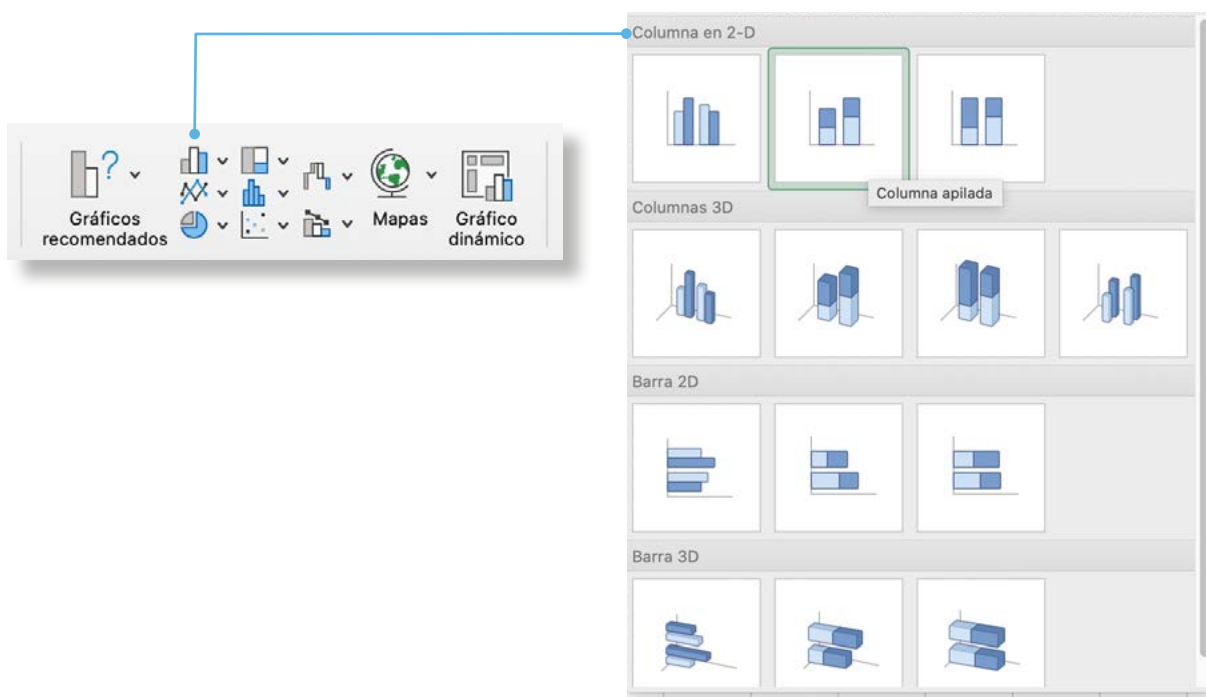 Columna en 2-D
Columna apilada
Columnas 3D
Barra 2D
Barra 3D
Gráficos
recomendados
Mapas
Gráfico
dinámico